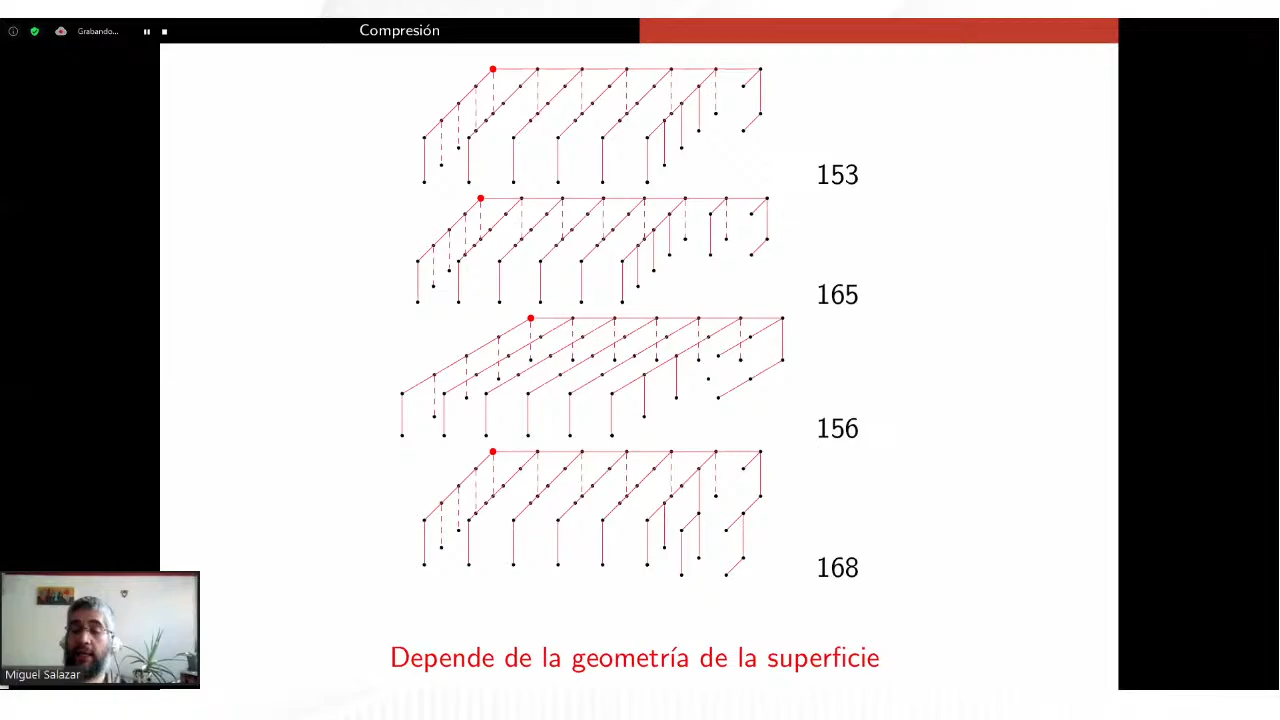 Grabando...
Compresión
153
165
156
168
Miguel Salazar
Depende de la geometría de la superficie